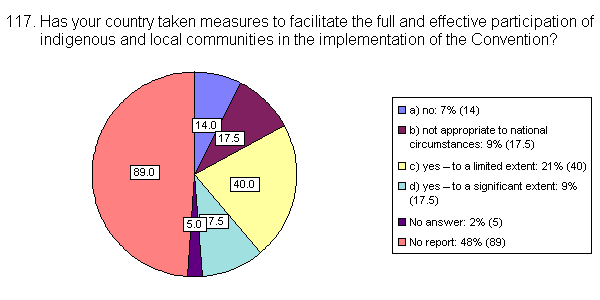 117. Has your country taken measures to facilitate the full and effective participation of
indigenous and local communities in the implementation of the Convention?
14.0
17.5
89.0
40.0
5.0
7.5
a) no: 7% (14)
b) not appropriate to national
circumstances: 9% (17.5)
c) yes – to a limited extent: 21% (40)
d) yes – to a significant extent: 9%
(17.5)
No answer: 2% (5)
No report: 48% (89)